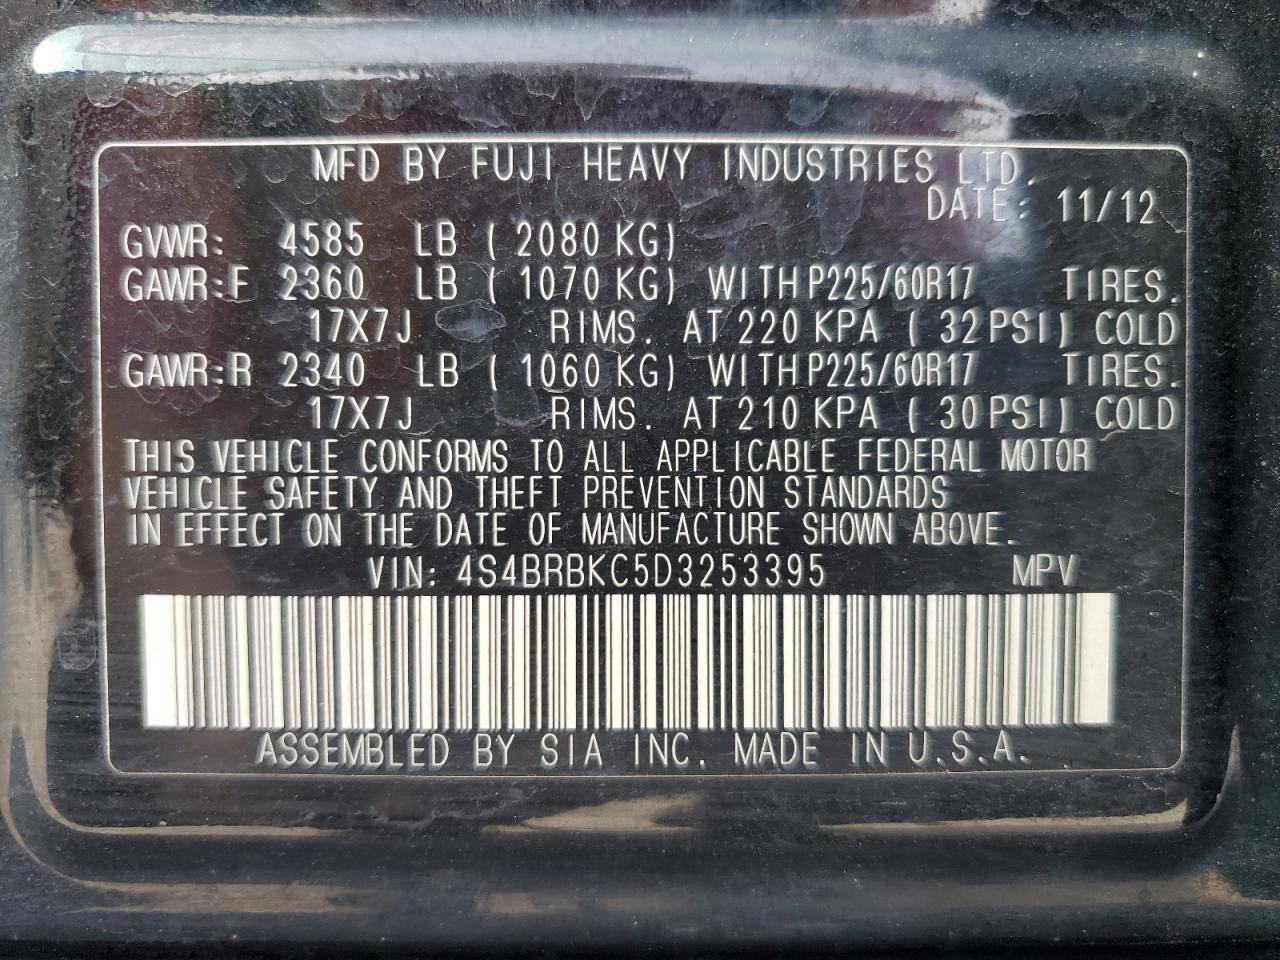 MFD BY FUJI HEAVY INDUSTRIES LTD.
DATE: 11/12
GVWR: 4585 LB ( 2080 KG)
GAWR:F 2360 LB ( 1070 KG) WITH P225/60R17 TIRES.
17X7J RIMS. AT 220 KPA ( 32 PSI) COLD
GAWR:R 2340 LB ( 1060 KG) WITH P225/60R17 TIRES.
17X7J RIMS. AT 210 KPA ( 30 PSI) COLD
THIS VEHICLE CONFORMS TO ALL APPLICABLE FEDERAL MOTOR
VEHICLE SAFETY AND THEFT PREVENTION STANDARDS
IN EFFECT ON THE DATE OF MANUFACTURE SHOWN ABOVE.
VIN: 4S4BRBKC5D3253395 MPV
ASSEMBLED BY SIA INC. MADE IN U.S.A.